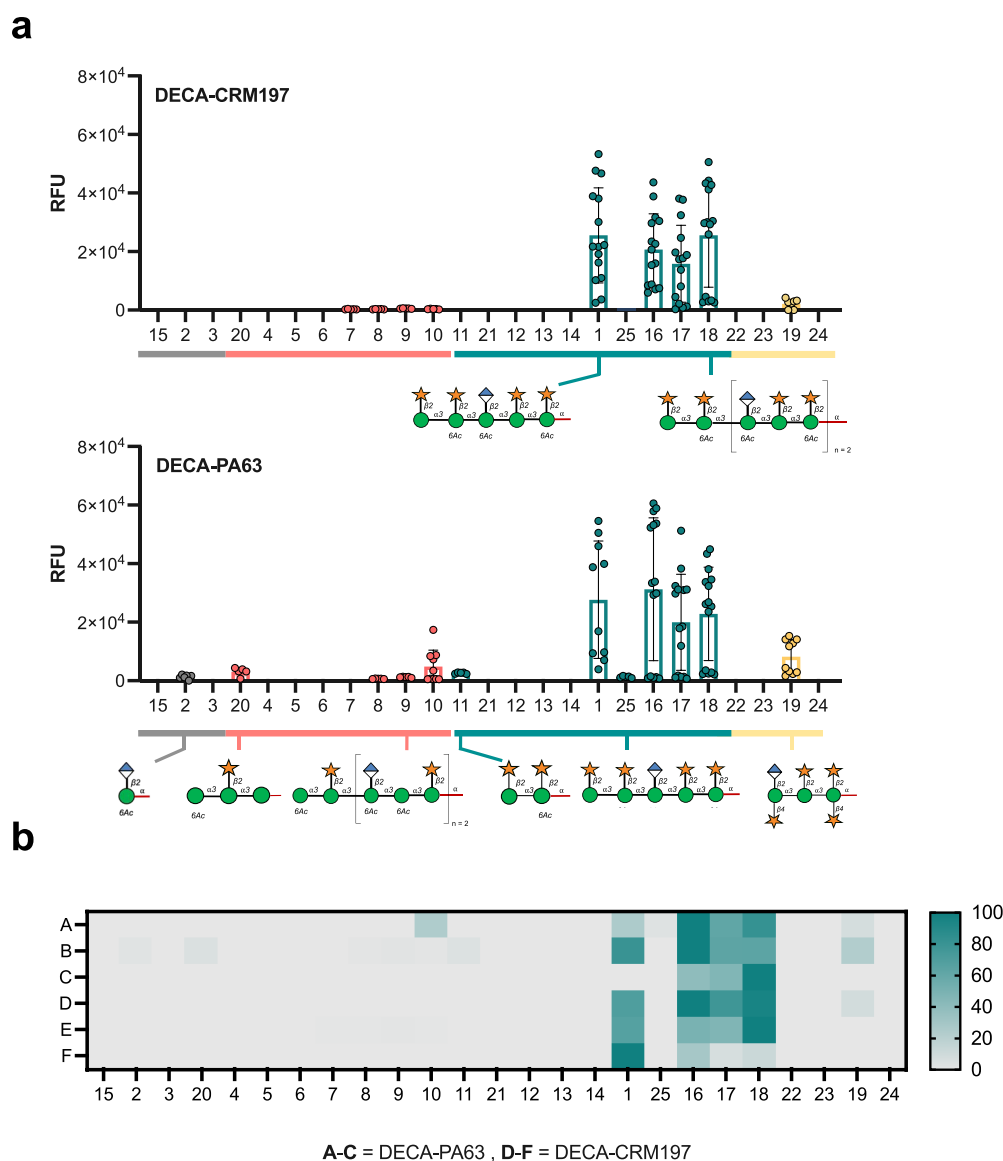 a
DECA-CRM197
8×10⁴
6×10⁴
4×10⁴
2×10⁴
0
RFU
15 2 3 20 4 5 6 7 8 9 10 11 21 12 13 14 1 25 16 17 18 22 23 19 24
β2 β2 β2 β2 β2
α3 α3 α3 α3 α
6Ac 6Ac 6Ac
β2 β2 β2 β2 β2
α3 α3 α3 α3 α
6Ac 6Ac 6Ac
n = 2
DECA-PA63
8×10⁴
6×10⁴
4×10⁴
2×10⁴
0
RFU
15 2 3 20 4 5 6 7 8 9 10 11 21 12 13 14 1 25 16 17 18 22 23 19 24
β2 β2 β2 β2 β2 β2 β2 β2 β2 β2 β2 β2 β2 β2 β2
α α3 α3 α3 α3 α3 α3 α α3 α α3 α3 α3 α3 α α3 α3 α
6Ac 6Ac 6Ac 6Ac 6Ac 6Ac β4 β4
n = 2
b
A
B
C
D
E
F
100
80
60
40
20
0
15 2 3 20 4 5 6 7 8 9 10 11 21 12 13 14 1 25 16 17 18 22 23 19 24
A-C = DECA-PA63 , D-F = DECA-CRM197